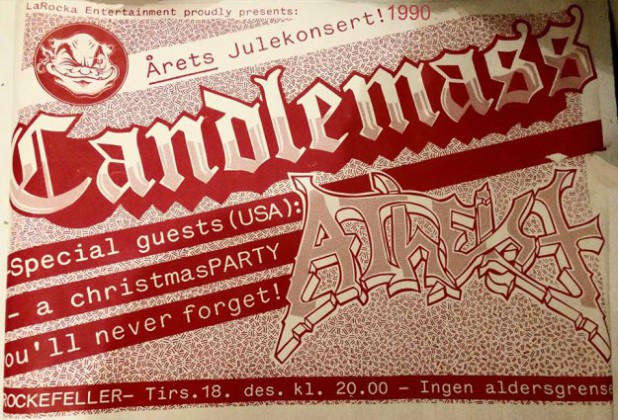 LaRocka Entertainment proudly presents:
Årets Julekonsert! 1990
Candlemass
Special guests (USA):
ATHEIST
- a christmasPARTY
ou'll never forget!
ROCKEFELLER- Tirs.18. des. kl. 20.00 - Ingen aldersgrense